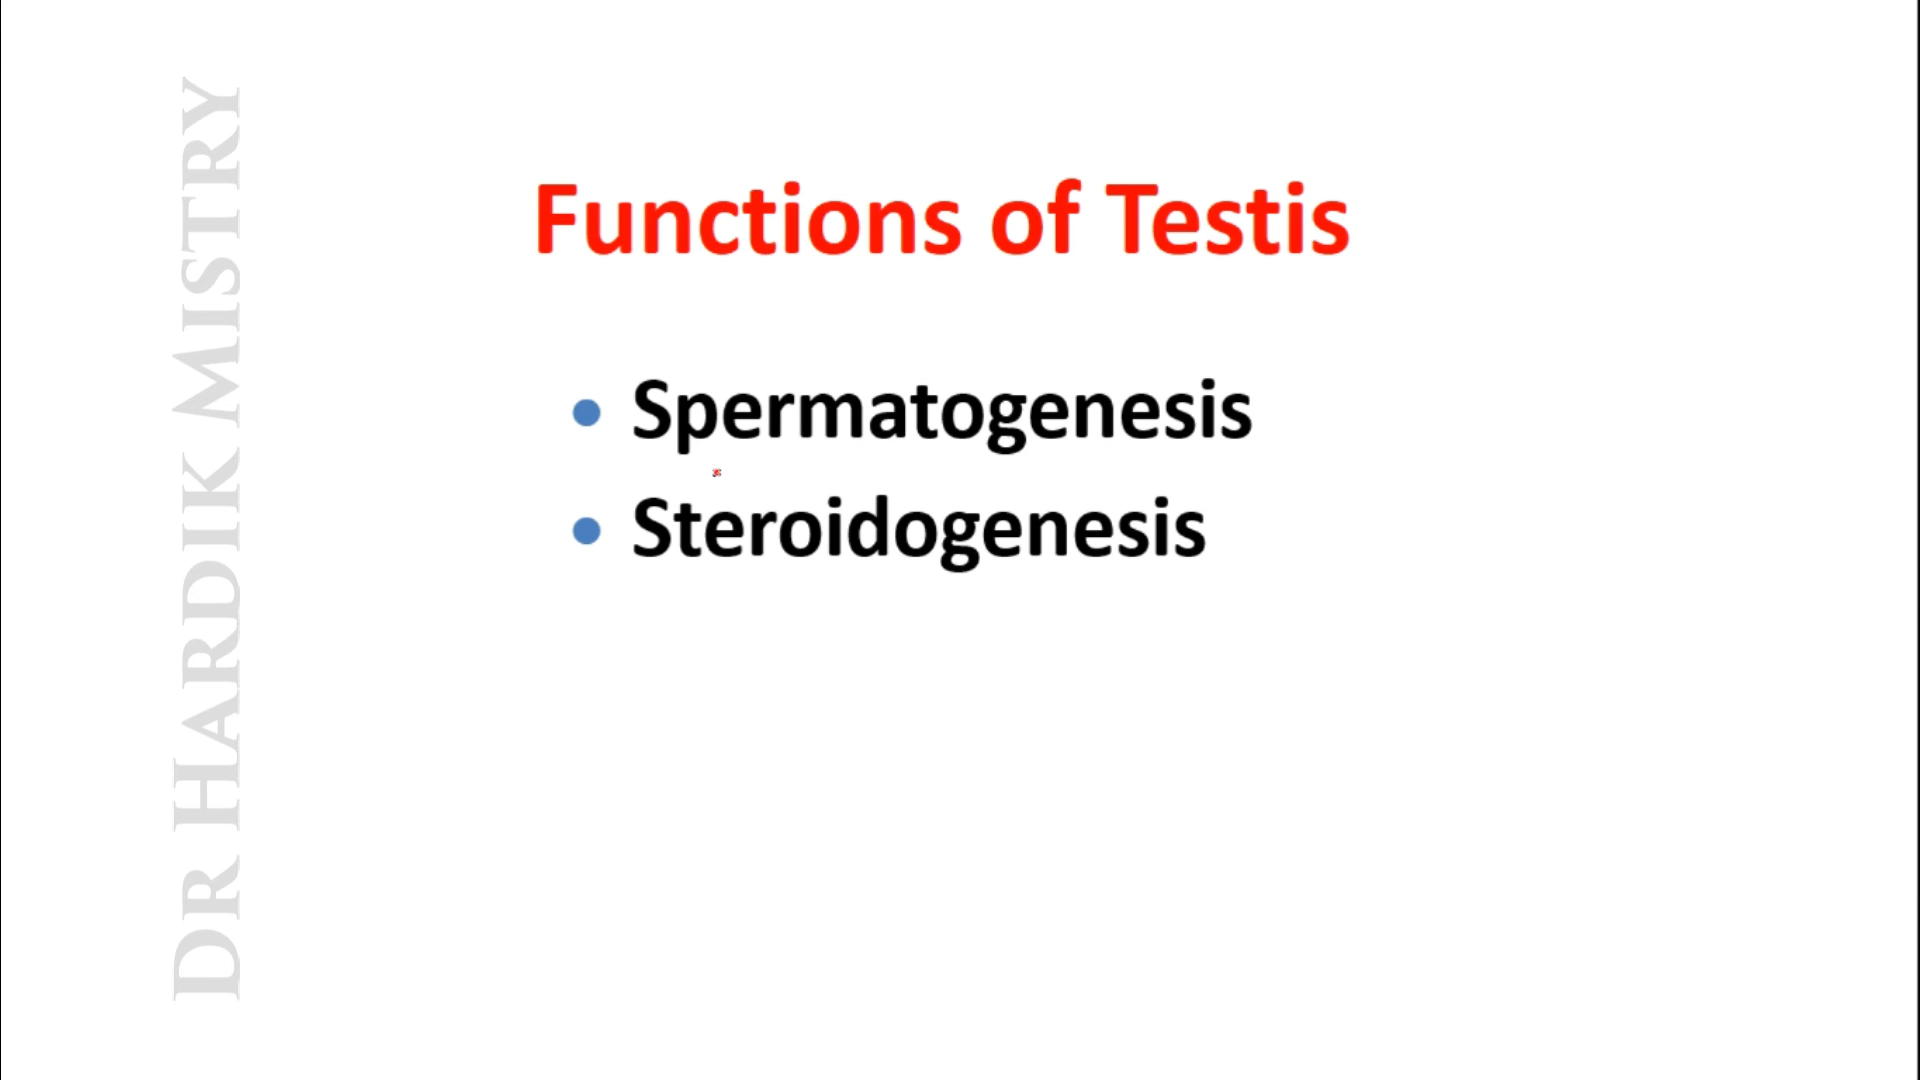 DR HARDIK MISTRY
Functions of Testis
• Spermatogenesis
• Steroidogenesis